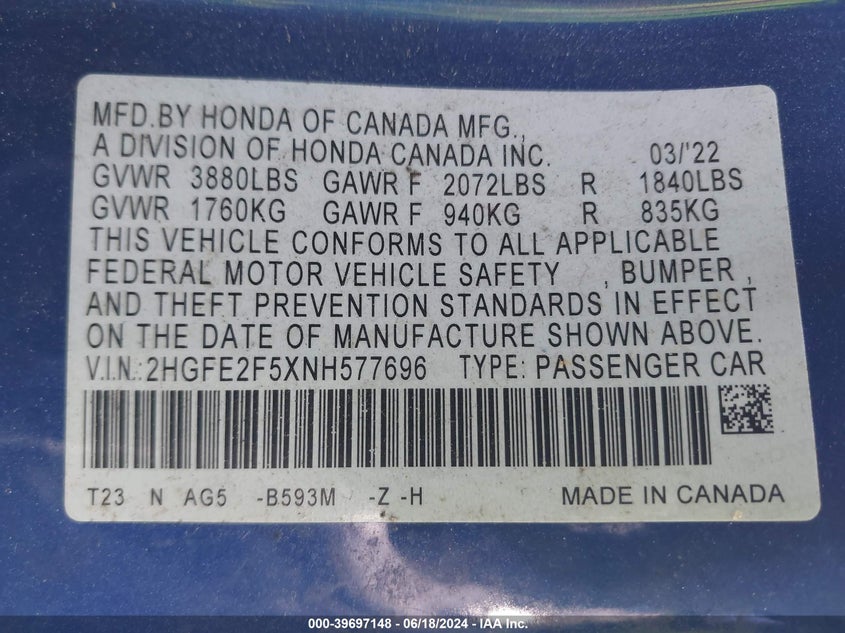 MFD.BY HONDA OF CANADA MFG.,
A DIVISION OF HONDA CANADA INC. 03/'22
GVWR 3880LBS GAWR F 2072LBS R 1840LBS
GVWR 1760KG GAWR F 940KG R 835KG
THIS VEHICLE CONFORMS TO ALL APPLICABLE
FEDERAL MOTOR VEHICLE SAFETY , BUMPER ,
AND THEFT PREVENTION STANDARDS IN EFFECT
ON THE DATE OF MANUFACTURE SHOWN ABOVE.
V.I.N.:2HGFE2F5XNH577696 TYPE: PASSENGER CAR
T23 N AG5 -B593M -Z -H MADE IN CANADA
000-39697148 - 06/18/2024 - IAA Inc.